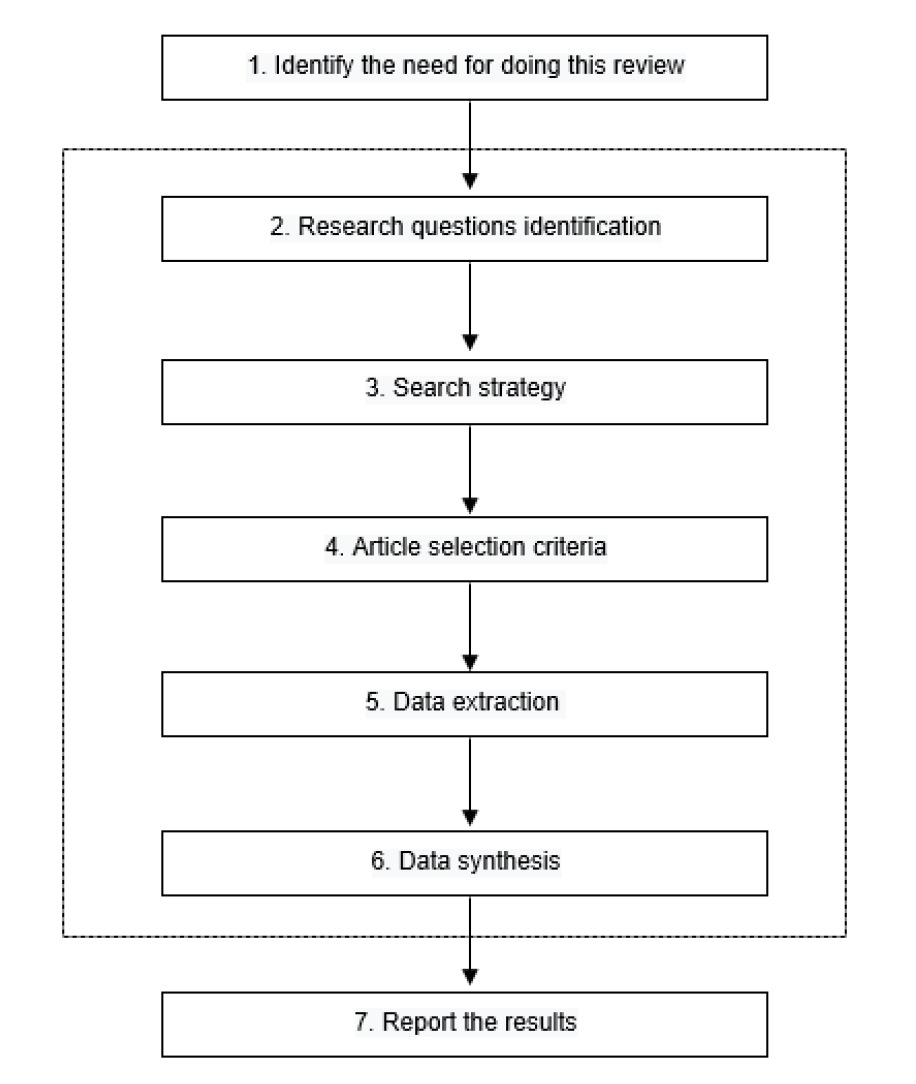 1. Identify the need for doing this review
2. Research questions identification
3. Search strategy
4. Article selection criteria
5. Data extraction
6. Data synthesis
7. Report the results